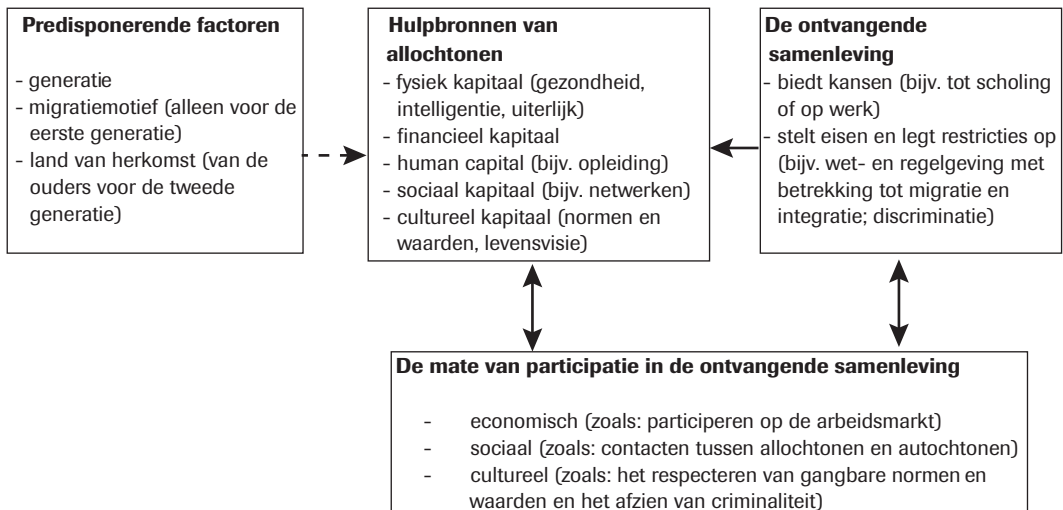 Predisponerende factoren
- generatie
- migratiemotief (alleen voor de
eerste generatie)
- land van herkomst (van de
ouders voor de tweede
generatie)
Hulpbronnen van
allochtonen
- fysiek kapitaal (gezondheid,
intelligentie, uiterlijk)
- financieel kapitaal
- human capital (bijv. opleiding)
- sociaal kapitaal (bijv. netwerken)
- cultureel kapitaal (normen en
waarden, levensvisie)
De ontvangende
samenleving
- biedt kansen (bijv. tot scholing
of op werk)
- stelt eisen en legt restricties op
(bijv. wet- en regelgeving met
betrekking tot migratie en
integratie; discriminatie)
De mate van participatie in de ontvangende samenleving
- economisch (zoals: participeren op de arbeidsmarkt)
- sociaal (zoals: contacten tussen allochtonen en autochtonen)
- cultureel (zoals: het respecteren van gangbare normen en
waarden en het afzien van criminaliteit)